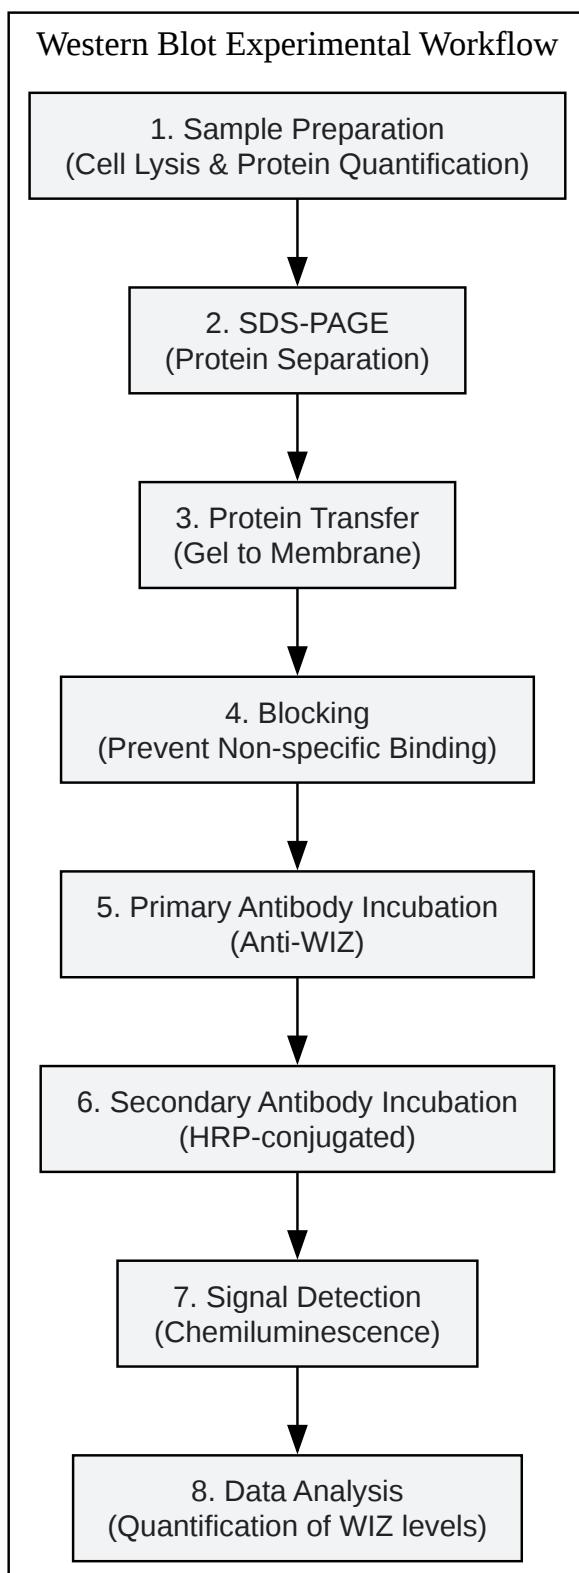 Western Blot Experimental Workflow
1. Sample Preparation
(Cell Lysis & Protein Quantification)
2. SDS-PAGE
(Protein Separation)
3. Protein Transfer
(Gel to Membrane)
4. Blocking
(Prevent Non-specific Binding)
5. Primary Antibody Incubation
(Anti-WIZ)
6. Secondary Antibody Incubation
(HRP-conjugated)
7. Signal Detection
(Chemiluminescence)
8. Data Analysis
(Quantification of WIZ levels)